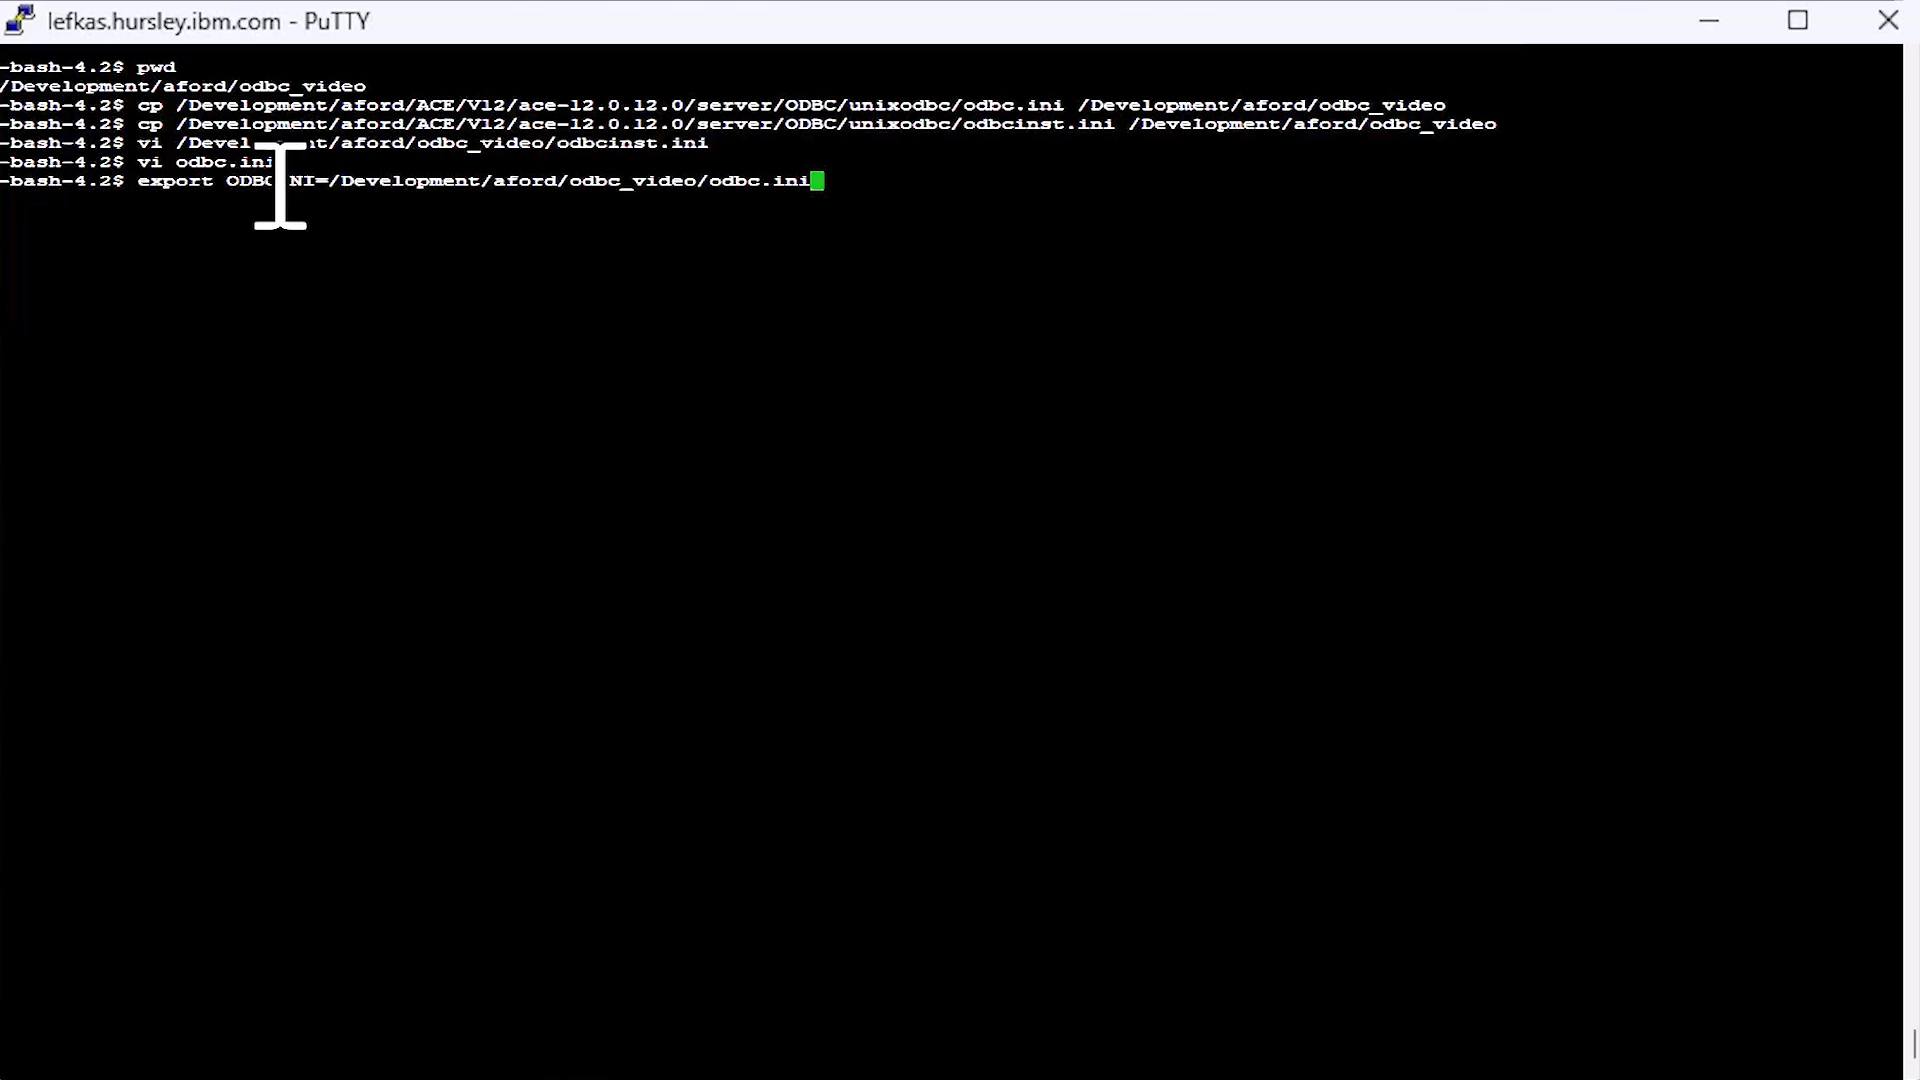 lefkas.hursley.ibm.com - PuTTY
-bash-4.2$ pwd
/Development/aford/odbc_video
-bash-4.2$ cp /Development/aford/ACE/V12/ace-12.0.12.0/server/ODBC/unixodbc/odbc.ini /Development/aford/odbc_video
-bash-4.2$ cp /Development/aford/ACE/V12/ace-12.0.12.0/server/ODBC/unixodbc/odbcinst.ini /Development/aford/odbc_video
-bash-4.2$ vi /Development/aford/odbc_video/odbcinst.ini
-bash-4.2$ vi odbc.ini
-bash-4.2$ export ODBCINI=/Development/aford/odbc_video/odbc.ini